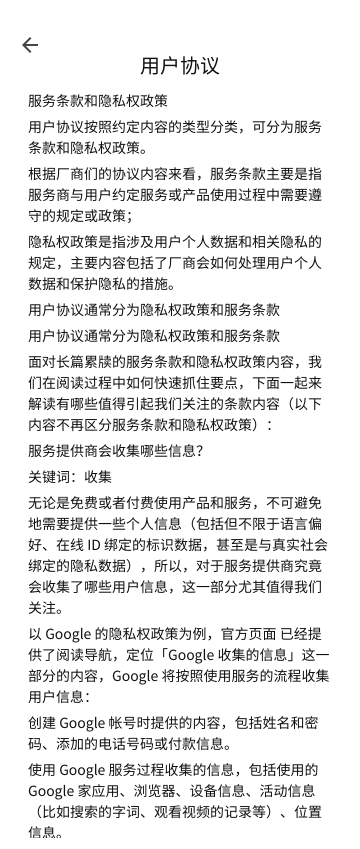 用户协议
服务条款和隐私权政策
用户协议按照约定内容的类型分类，可分为服务
条款和隐私权政策。
根据厂商们的协议内容来看，服务条款主要是指
服务商与用户约定服务或产品使用过程中需要遵
守的规定或政策；
隐私权政策是指涉及用户个人数据和相关隐私的
规定，主要内容包括了厂商会如何处理用户个人
数据和保护隐私的措施。
用户协议通常分为隐私权政策和服务条款
用户协议通常分为隐私权政策和服务条款
面对长篇累牍的服务条款和隐私权政策内容，我
们在阅读过程中如何快速抓住要点，下面一起来
解读有哪些值得引起我们关注的条款内容（以下
内容不再区分服务条款和隐私权政策）：
服务提供商会收集哪些信息？
关键词：收集
无论是免费或者付费使用产品和服务，不可避免
地需要提供一些个人信息（包括但不限于语言偏
好、在线 ID 绑定的标识数据，甚至是与真实社会
绑定的隐私数据），所以，对于服务提供商究竟
会收集了哪些用户信息，这一部分尤其值得我们
关注。
以 Google 的隐私权政策为例，官方页面 已经提
供了阅读导航，定位「Google 收集的信息」这一
部分的内容，Google 将按照使用服务的流程收集
用户信息：
创建 Google 帐号时提供的内容，包括姓名和密
码、添加的电话号码或付款信息。
使用 Google 服务过程收集的信息，包括使用的
Google 家应用、浏览器、设备信息、活动信息
（比如搜索的字词、观看视频的记录等）、位置
信息。